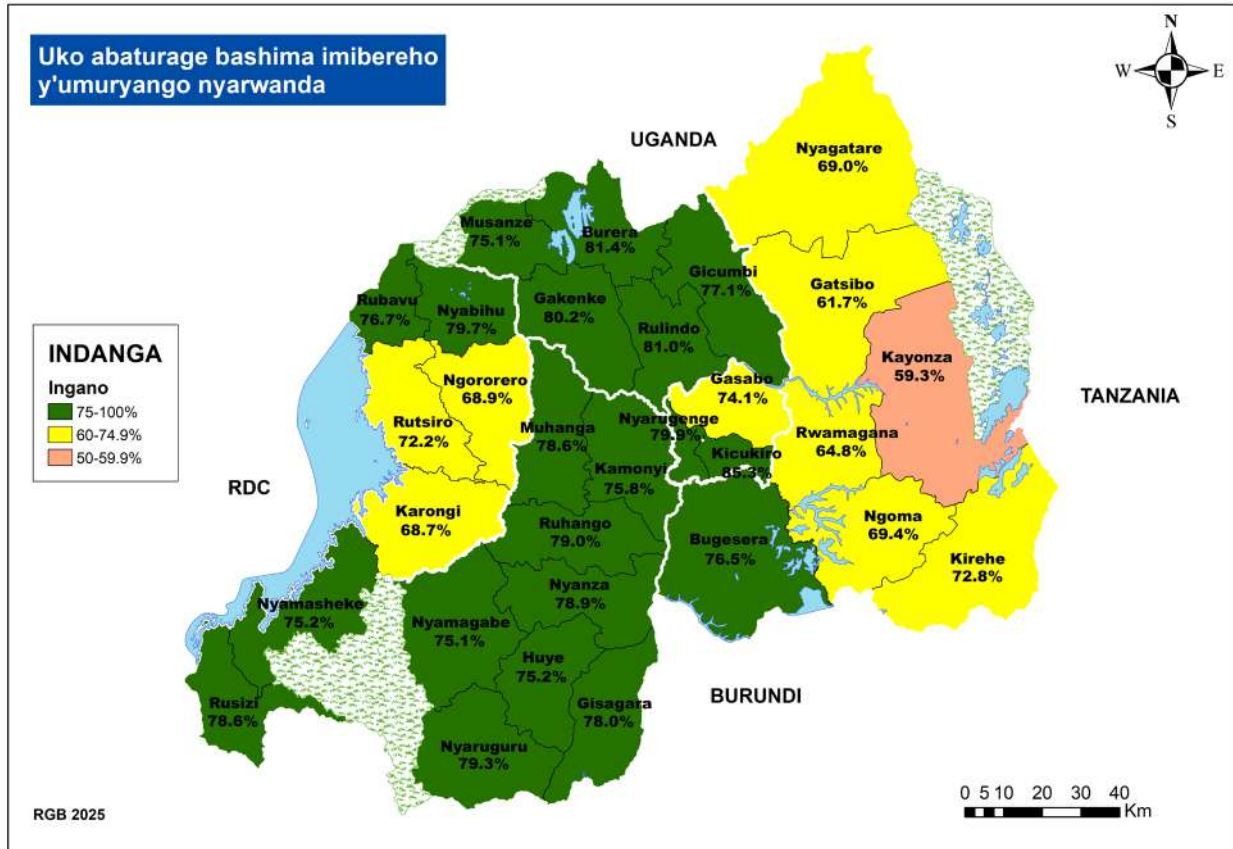 Uko abaturage bashima imibereho
y'umuryango nyarwanda
N
W
E
S
UGANDA
Nyagatare
69.0%
Musanze
75.1%
Burera
81.4%
Gicumbi
77.1%
Gatsibo
61.7%
Rubavu
76.7%
Nyabihu
79.7%
Gakenke
80.2%
Rulindo
81.0%
Kayonza
59.3%
INDANGA
Ingano
75-100%
60-74.9%
50-59.9%
Ngororero
68.9%
Gasabo
74.1%
TANZANIA
Rutsiro
72.2%
Muhanga
78.6%
Nyarugenge
79.9%
Kicukiro
85.3%
Rwamagana
64.8%
Kamonyi
75.8%
RDC
Karongi
68.7%
Ruhango
79.0%
Bugesera
76.5%
Ngoma
69.4%
Kirehe
72.8%
Nyamasheke
75.2%
Nyanza
78.9%
Nyamagabe
75.1%
Huye
75.2%
Rusizi
78.6%
Gisagara
78.0%
BURUNDI
Nyaruguru
79.3%
RGB 2025
0 5 10 20 30 40
Km